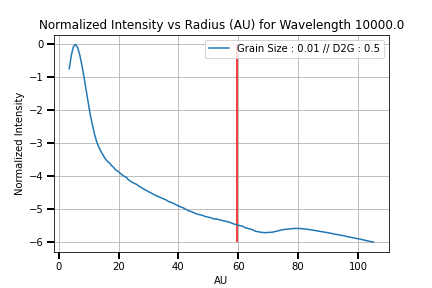 Normalized Intensity vs Radius (AU) for Wavelength 10000.0
Grain Size : 0.01 // D2G : 0.5
Normalized Intensity
0
−1
−2
−3
−4
−5
−6
0 20 40 60 80 100
AU